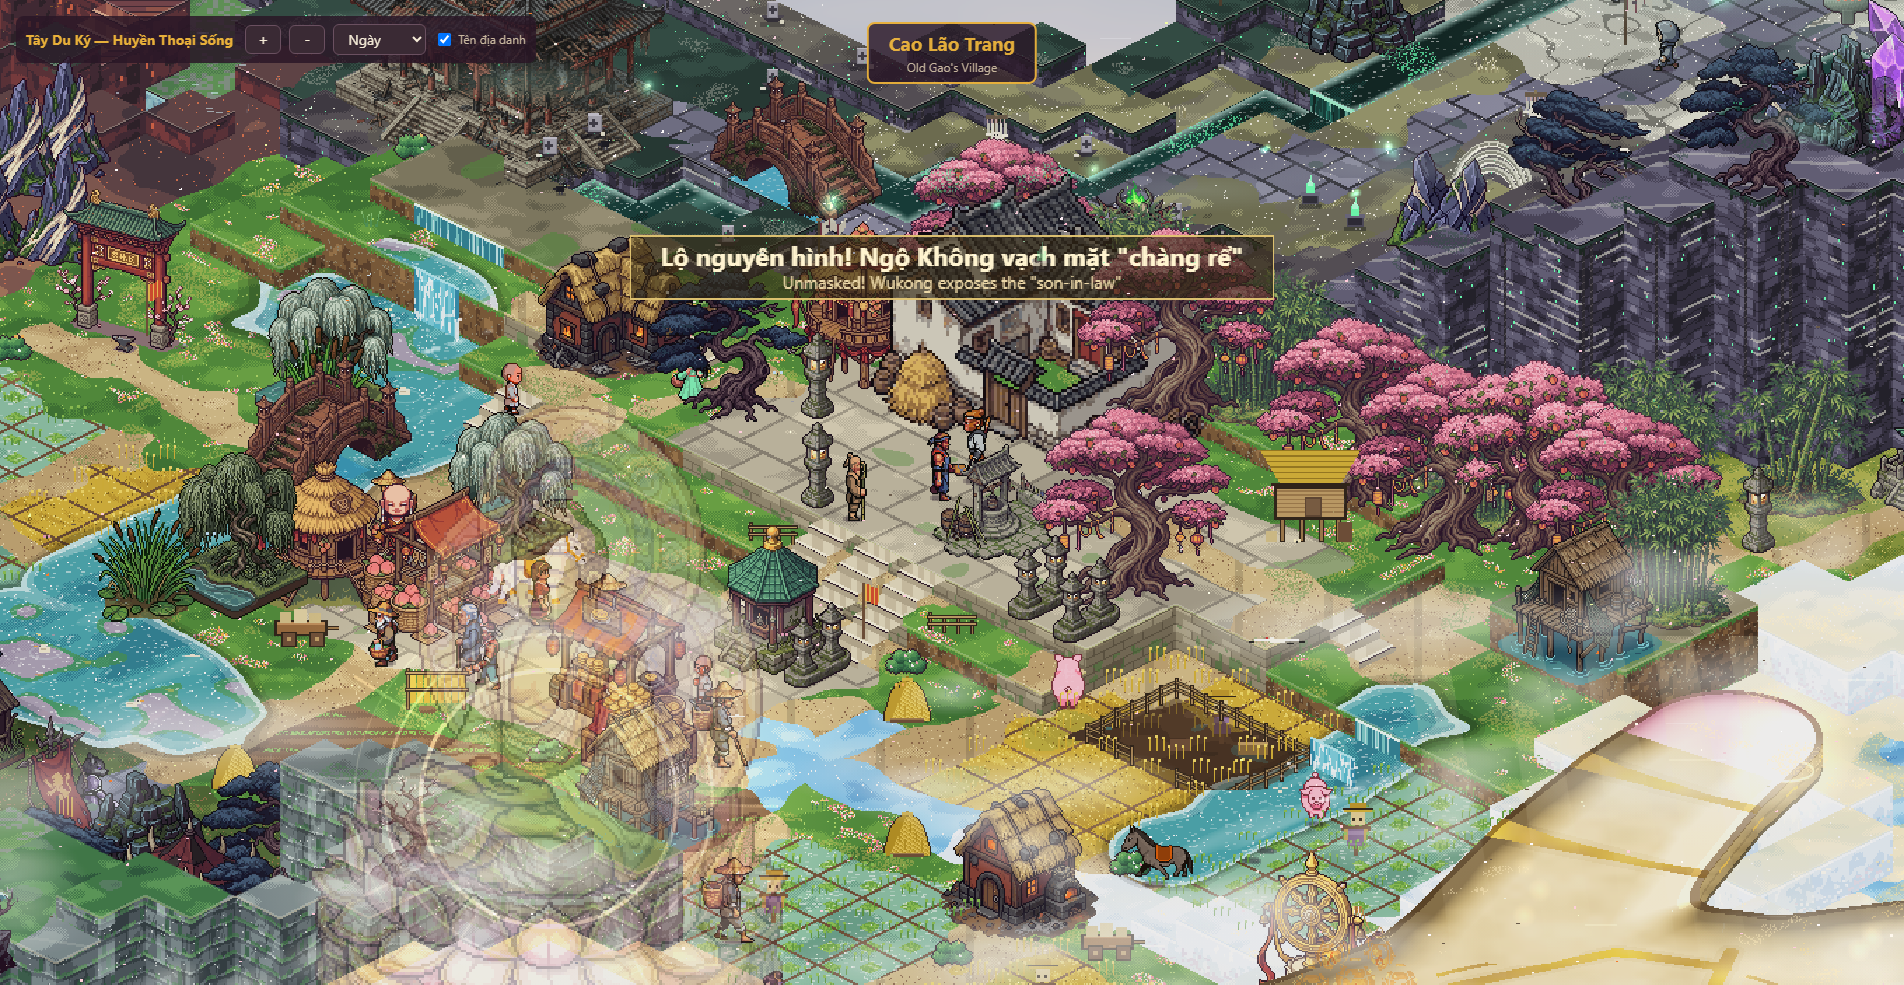 Tây Du Ký — Huyền Thoại Sống
+
-
Ngày
Tên địa danh
Cao Lão Trang
Old Gao's Village
Lộ nguyên hình! Ngộ Không vạch mặt "chàng rể"
Unmasked! Wukong exposes the "son-in-law"